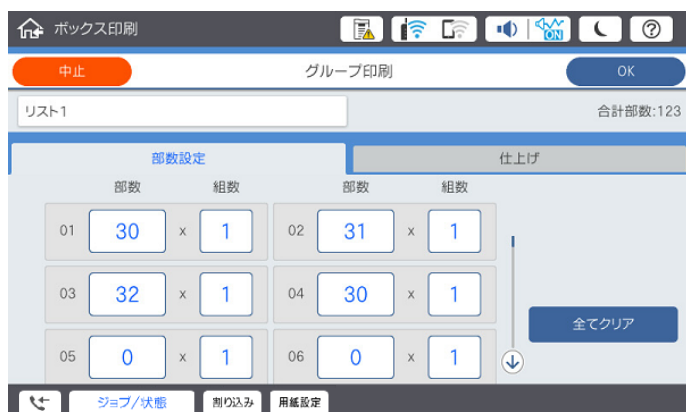 ボックス印刷
ON
?
中止
グループ印刷
OK
リスト1
合計部数:123
部数設定
仕上げ
部数 組数 部数 組数
01 30 x 1 02 31 x 1
03 32 x 1 04 30 x 1
全てクリア
05 0 x 1 06 0 x 1
ジョブ/状態
割り込み
用紙設定